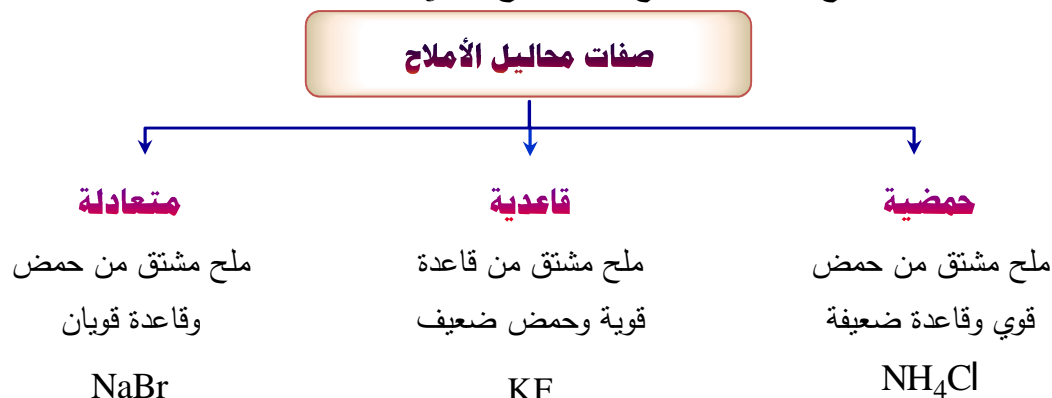 صفات محاليل الأملاح
حمضية
ملح مشتق من حمض
قوي وقاعدة ضعيفة
NH₄Cl
قاعدية
ملح مشتق من قاعدة
قوية وحمض ضعيف
KF
متعادلة
ملح مشتق من حمض
وقاعدة قويان
NaBr